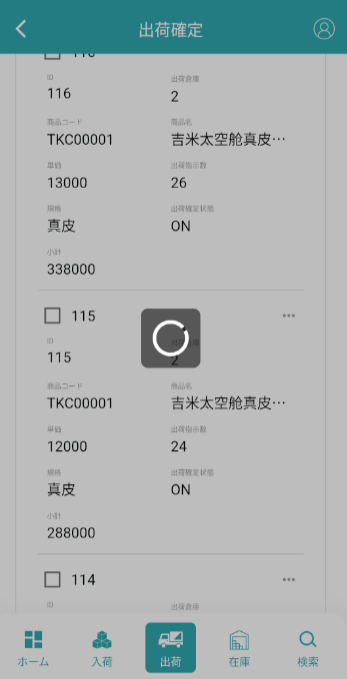 出荷確定
ID 出荷倉庫
116 2
商品コード 商品名
TKC00001 吉米太空舱真皮…
単価 出荷指示数
13000 26
規格 出荷確定状態
真皮 ON
小計
338000
115 …
ID
115 2
商品コード 商品名
TKC00001 吉米太空舱真皮…
単価 出荷指示数
12000 24
規格 出荷確定状態
真皮 ON
小計
288000
114 …
ID 出荷倉庫
ホーム 入荷 出荷 在庫 検索